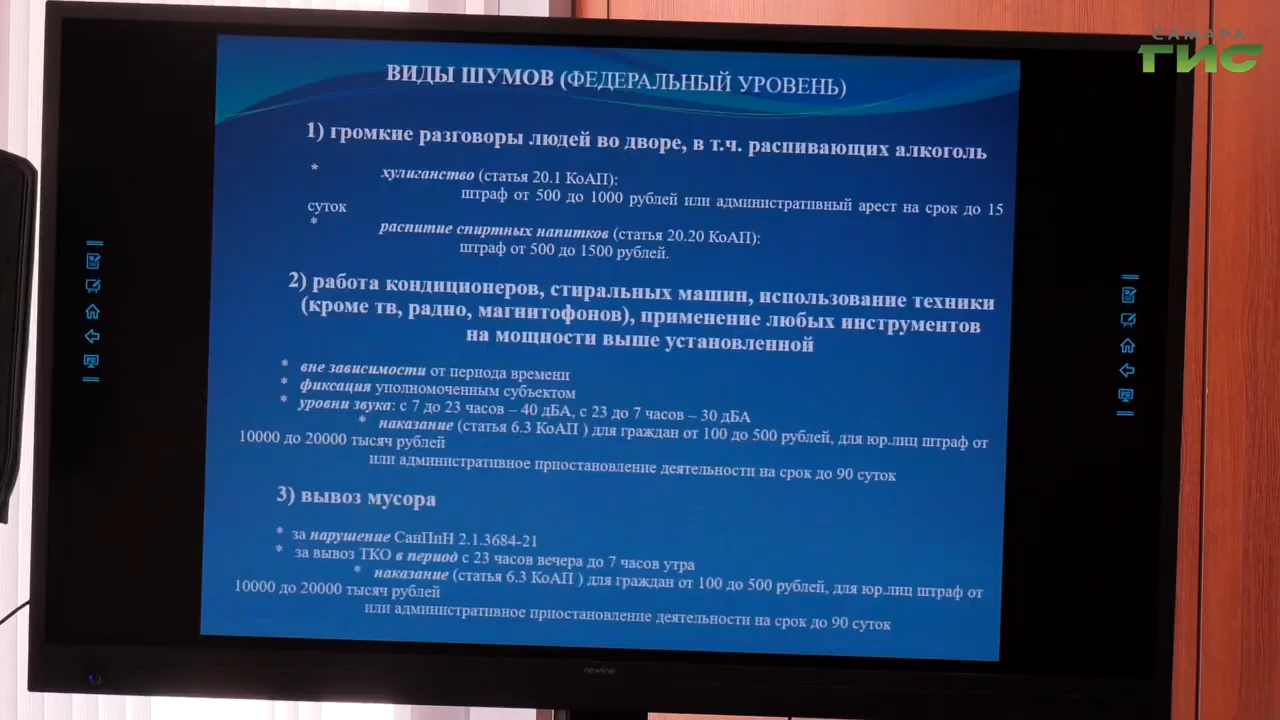 САМАРА
ГИС
ВИДЫ ШУМОВ (ФЕДЕРАЛЬНЫЙ УРОВЕНЬ)
1) громкие разговоры людей во дворе, в т.ч. распивающих алкоголь
* хулиганство (статья 20.1 КоАП):
штраф от 500 до 1000 рублей или административный арест на срок до 15
суток
* распитие спиртных напитков (статья 20.20 КоАП):
штраф от 500 до 1500 рублей.
2) работа кондиционеров, стиральных машин, использование техники
(кроме тв, радио, магнитофонов), применение любых инструментов
на мощности выше установленной
* вне зависимости от периода времени
* фиксация уполномоченным субъектом
* уровни звука: с 7 до 23 часов – 40 дБА, с 23 до 7 часов – 30 дБА
* наказание (статья 6.3 КоАП ) для граждан от 100 до 500 рублей, для юр.лиц штраф от
10000 до 20000 тысяч рублей
или административное приостановление деятельности на срок до 90 суток
3) вывоз мусора
* за нарушение СанПиН 2.1.3684-21
* за вывоз ТКО в период с 23 часов вечера до 7 часов утра
* наказание (статья 6.3 КоАП ) для граждан от 100 до 500 рублей, для юр.лиц штраф от
10000 до 20000 тысяч рублей
или административное приостановление деятельности на срок до 90 суток
newline